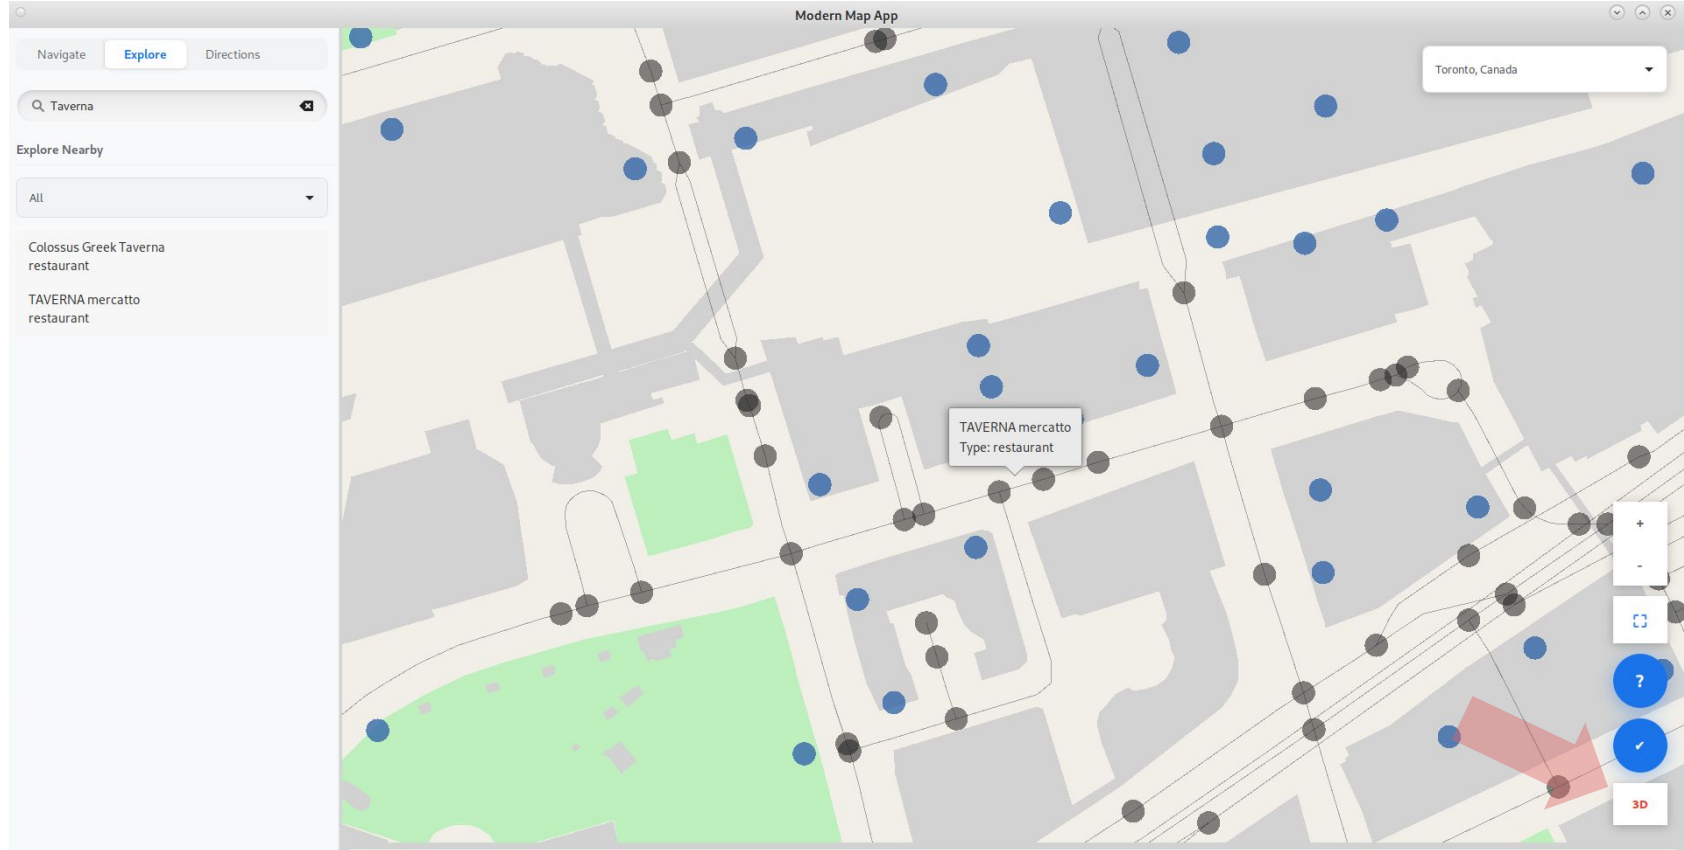 Modern Map App
Navigate
Explore
Directions
Taverna
Explore Nearby
All
Colossus Greek Taverna
restaurant
TAVERNA mercatto
restaurant
TAVERNA mercatto
Type: restaurant
Toronto, Canada
+
-
?
3D